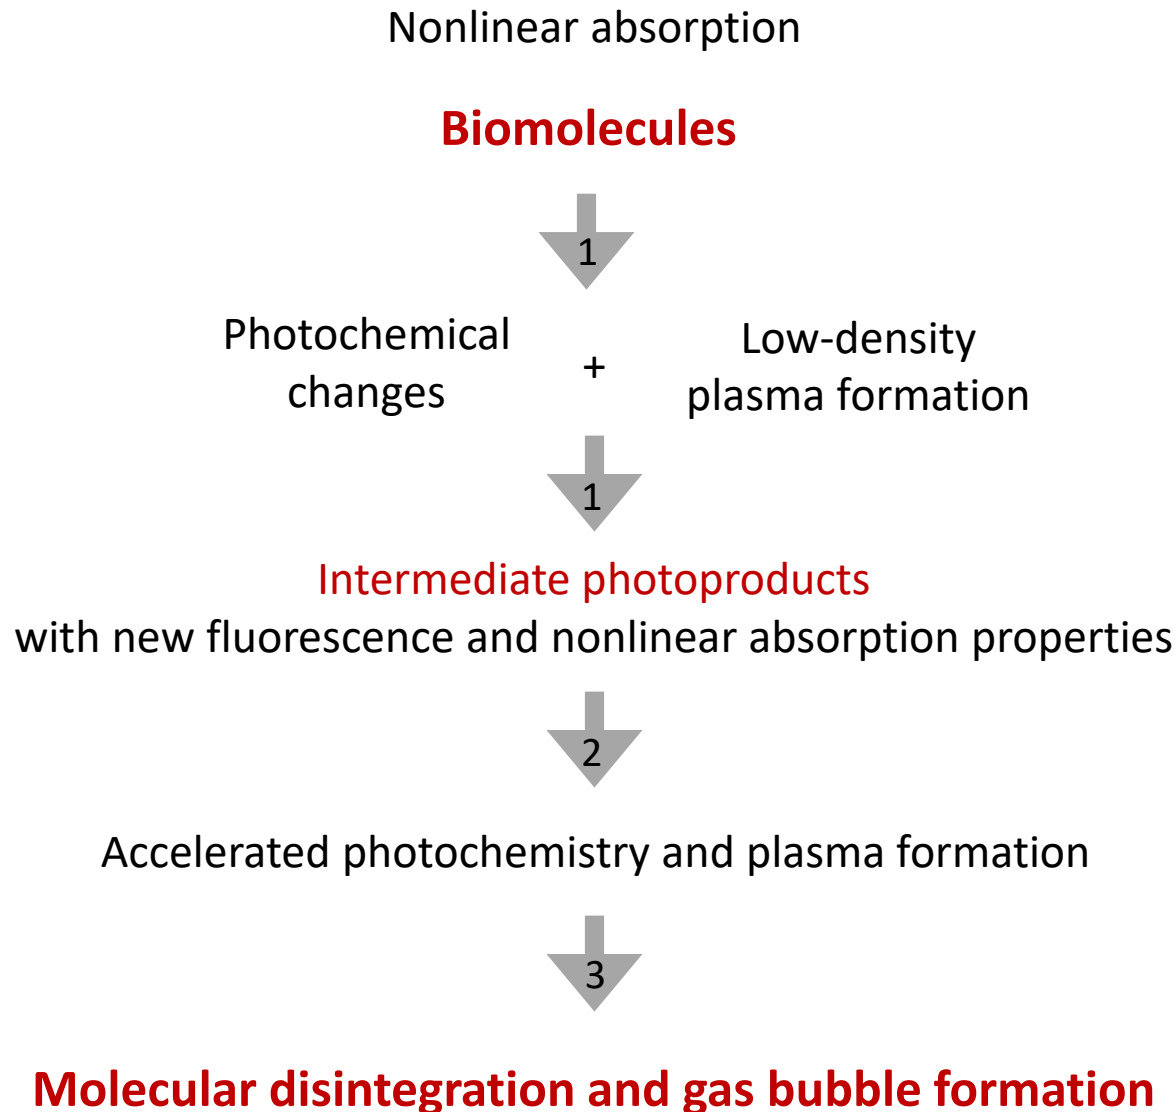 Nonlinear absorption
Biomolecules
1
Photochemical
changes
+
Low-density
plasma formation
1
Intermediate photoproducts
with new fluorescence and nonlinear absorption properties
2
Accelerated photochemistry and plasma formation
3
Molecular disintegration and gas bubble formation